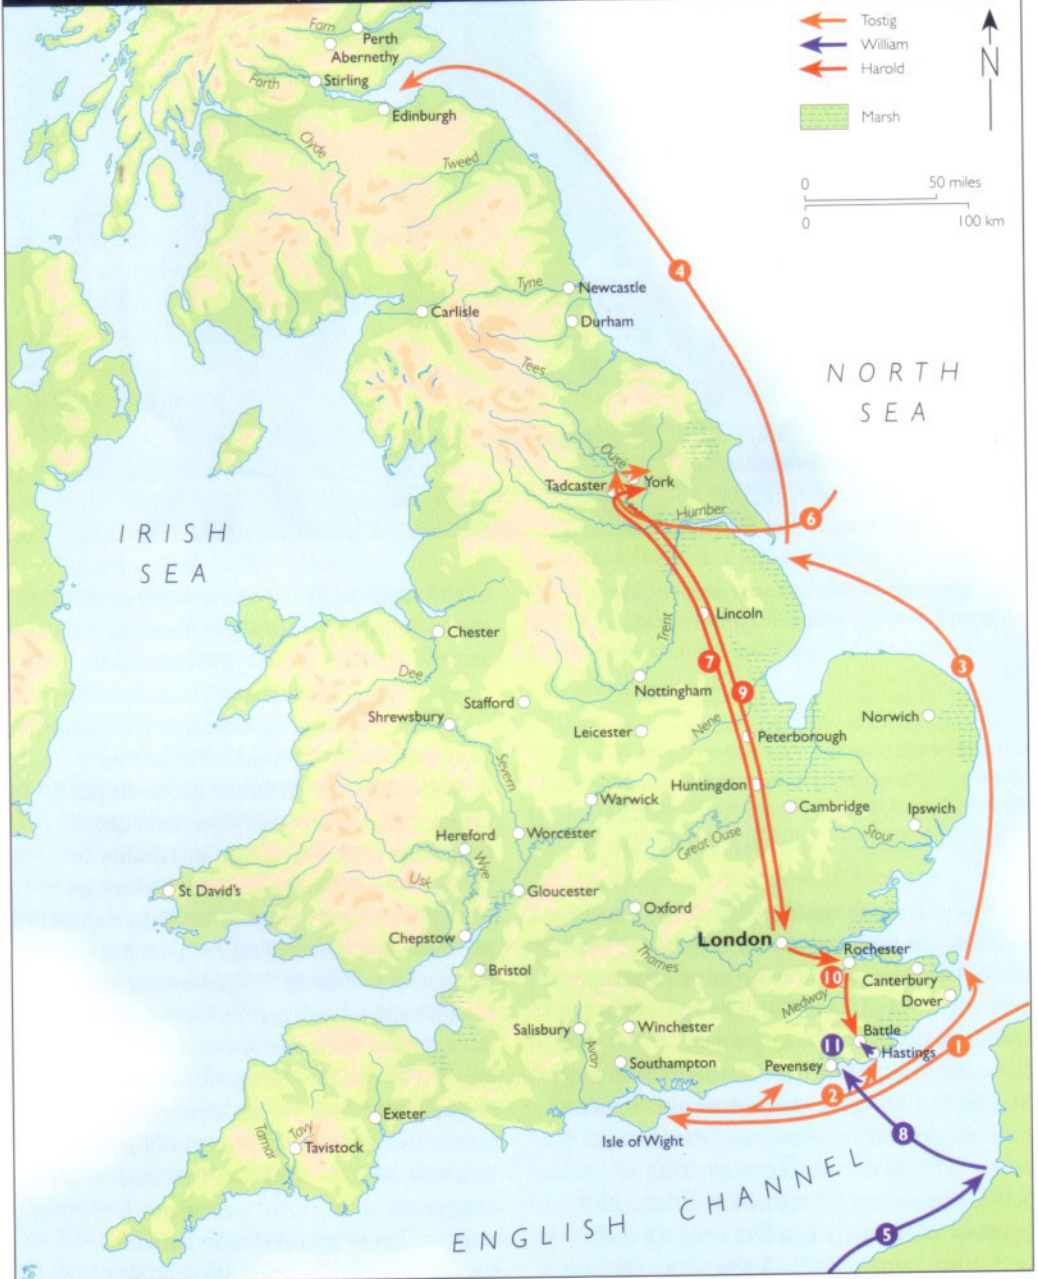 Tostig
William
Harold
Marsh
N
0 50 miles
0 100 km
Farn
Perth
Abernethy
Forth
Stirling
Edinburgh
Clyde
Tweed
4
Tyne
Newcastle
Carlisle
Durham
Tees
NORTH
SEA
Ouse
York
Tadcaster
Humber
6
IRISH
SEA
Lincoln
Trent
Chester
7
3
Dee
9
Nottingham
Stafford
Shrewsbury
Norwich
Leicester
Nene
Peterborough
Severn
Huntingdon
Warwick
Cambridge
Ipswich
Hereford
Worcester
Great Ouse
Stour
Wye
Usk
St David's
Gloucester
Oxford
Chepstow
London
Rochester
Thames
Bristol
10
Canterbury
Medway
Dover
Salisbury
Winchester
Battle
11
Hastings
1
Avon
Southampton
Pevensey
2
Exeter
Isle of Wight
8
Tamar
Tavy
Tavistock
ENGLISH CHANNEL
5